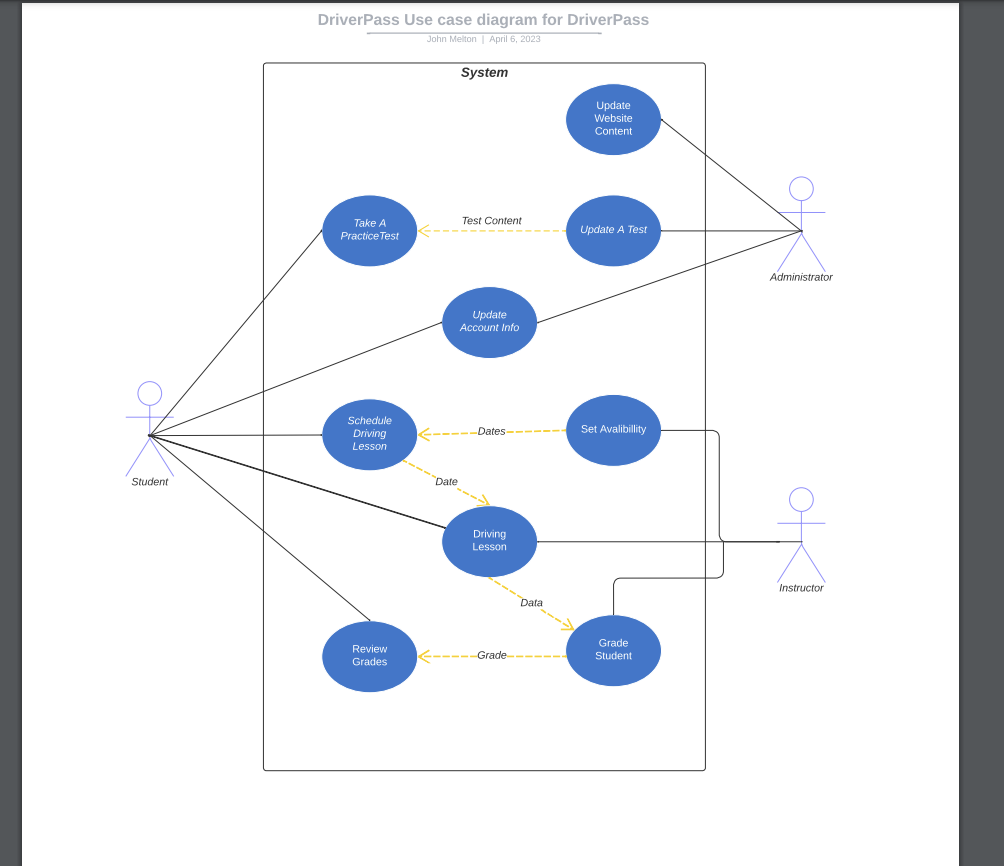 DriverPass Use case diagram for DriverPass
John Melton | April 6, 2023
System
Update
Website
Content
Take A
PracticeTest
Test Content
Update A Test
Administrator
Update
Account Info
Schedule
Driving
Lesson
Dates
Set Avalibillity
Student
Date
Driving
Lesson
Instructor
Data
Review
Grades
Grade
Grade
Student